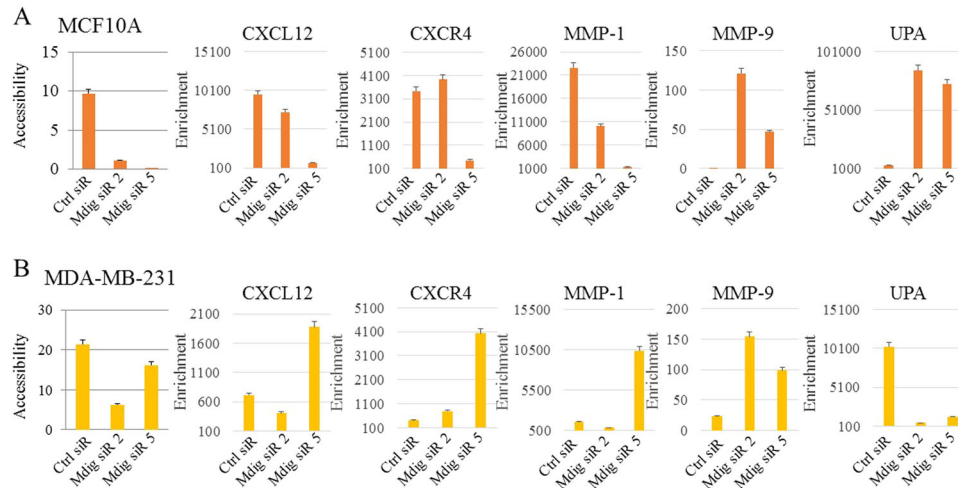 A
MCF10A
CXCL12
CXCR4
MMP-1
MMP-9
UPA
Accessibility
15
10
5
0
Ctrl siR
Mdig siR 2
Mdig siR 5
Enrichment
15100
10100
5100
100
Ctrl siR
Mdig siR 2
Mdig siR 5
Enrichment
5100
4100
3100
2100
1100
100
Ctrl siR
Mdig siR 2
Mdig siR 5
Enrichment
26000
21000
16000
11000
6000
1000
Ctrl siR
Mdig siR 2
Mdig siR 5
Enrichment
150
100
50
0
Ctrl siR
Mdig siR 2
Mdig siR 5
Enrichment
101000
51000
1000
Ctrl siR
Mdig siR 2
Mdig siR 5
B
MDA-MB-231
CXCL12
CXCR4
MMP-1
MMP-9
UPA
Accessibility
30
20
10
0
Ctrl siR
Mdig siR 2
Mdig siR 5
Enrichment
2100
1600
1100
600
100
Ctrl siR
Mdig siR 2
Mdig siR 5
Enrichment
5100
4100
3100
2100
1100
100
Ctrl siR
Mdig siR 2
Mdig siR 5
Enrichment
15500
10500
5500
500
Ctrl siR
Mdig siR 2
Mdig siR 5
Enrichment
200
150
100
50
0
Ctrl siR
Mdig siR 2
Mdig siR 5
Enrichment
15100
10100
5100
100
Ctrl siR
Mdig siR 2
Mdig siR 5